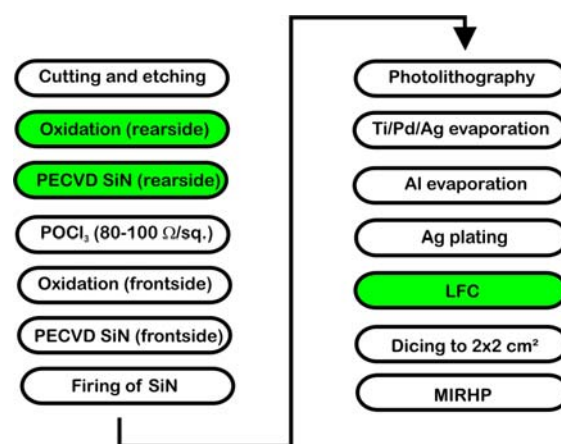 Cutting and etching
Oxidation (rearside)
PECVD SiN (rearside)
POCl₃ (80-100 Ω/sq.)
Oxidation (frontside)
PECVD SiN (frontside)
Firing of SiN
Photolithography
Ti/Pd/Ag evaporation
Al evaporation
Ag plating
LFC
Dicing to 2x2 cm²
MIRHP